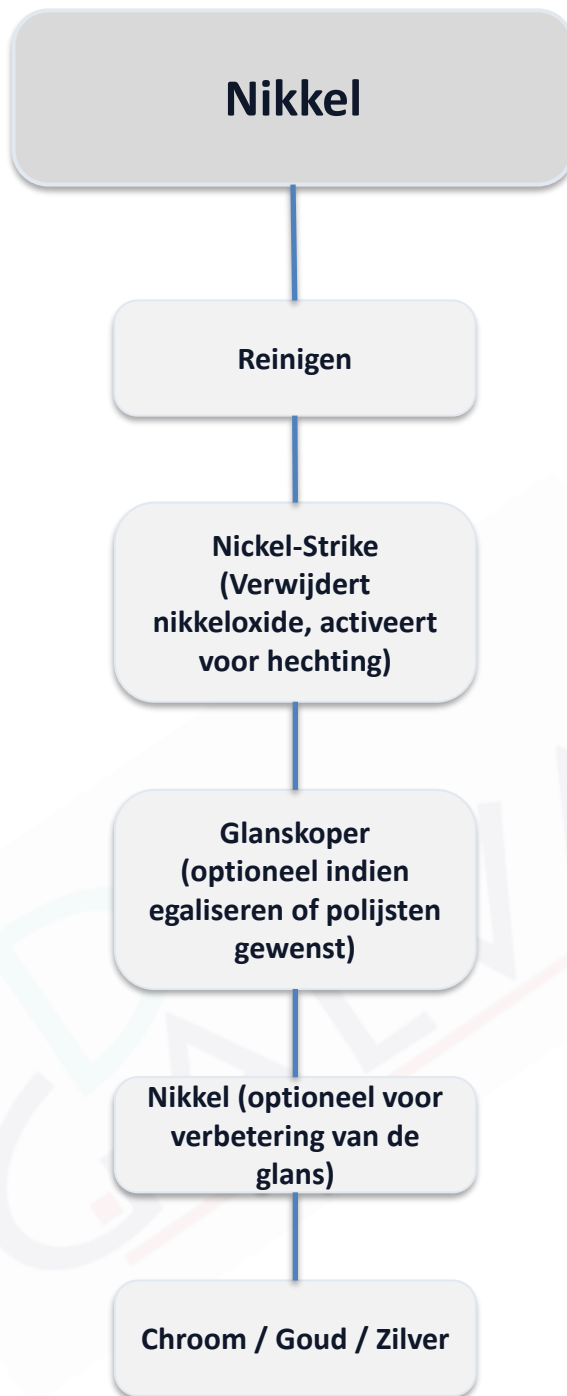 Nikkel
Reinigen
Nickel-Strike
(Verwijdert
nikkeloxide, activeert
voor hechting)
Glanskoper
(optioneel indien
egaliseren of polijsten
gewenst)
Nikkel (optioneel voor
verbetering van de
glans)
Chroom / Goud / Zilver